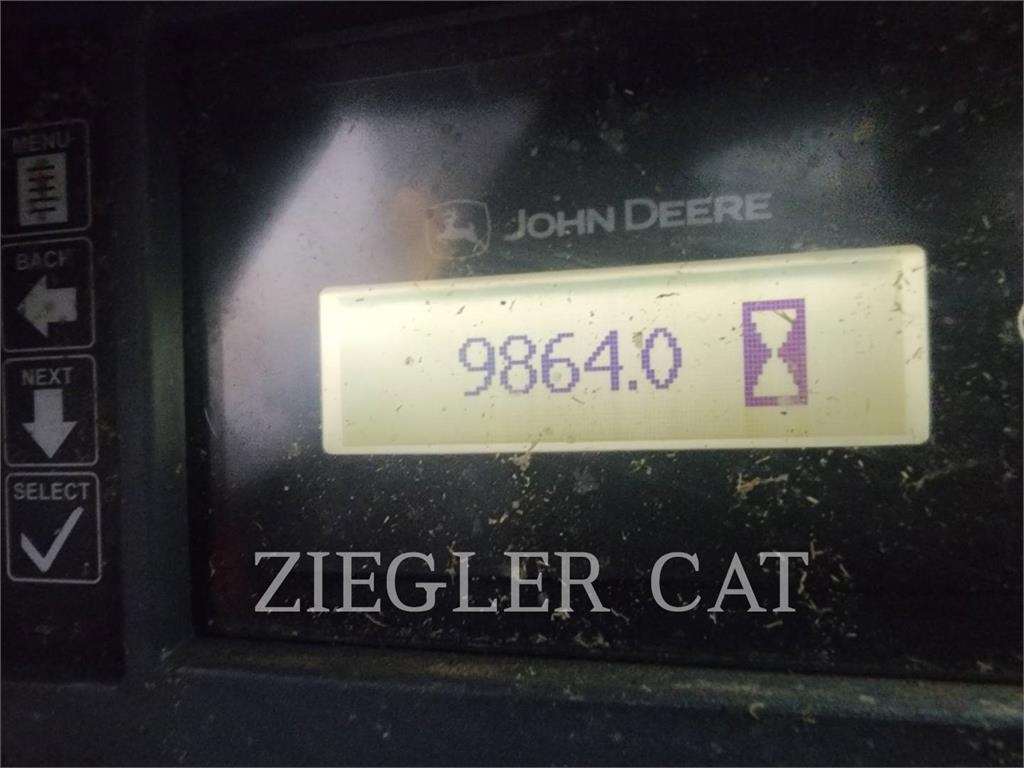 MENU
BACK
NEXT
SELECT
JOHN DEERE
9864.0
ZIEGLER CAT